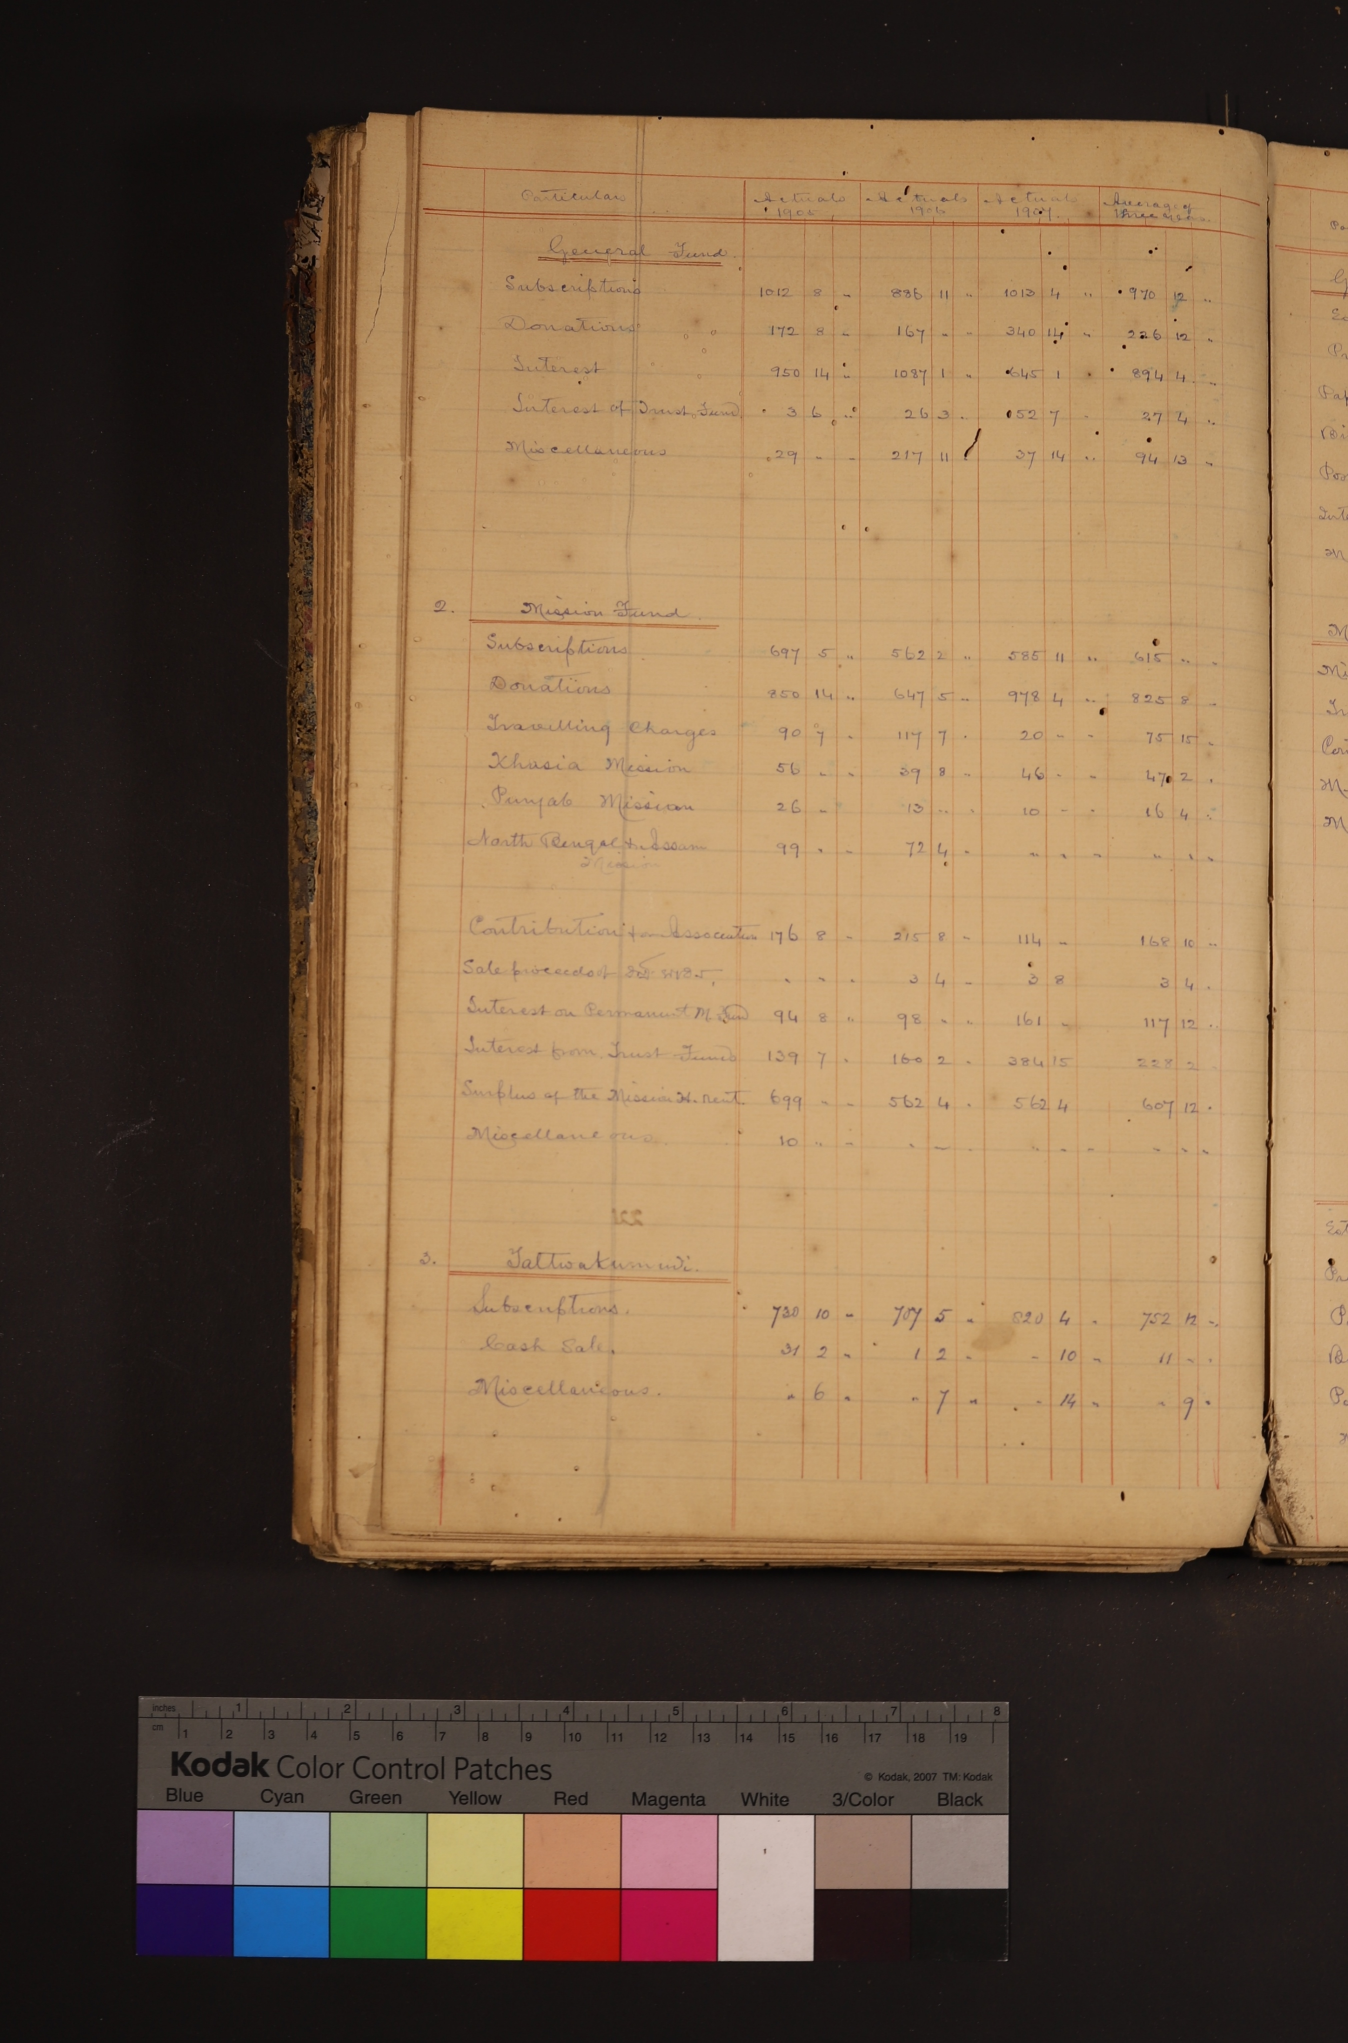 Particulars Actuals 1905 Actuals 1906 Actuals 1907. Average of three years.
General Fund.
Subscriptions 1012 8 " 886 11 " 1013 4 " 970 12 "
Donations 172 8 " 167 " " 340 14 " 226 12 "
Interest 950 14 " 1087 1 " 645 1 " 894 4 "
Interest of Trust Fund 3 6 " 26 3 " 52 7 " 27 4 "
Miscellaneous 29 " " 217 11 37 14 " 94 13 "
2. Mission Fund.
Subscriptions 697 5 " 562 2 " 585 11 " 615 " "
Donations 850 14 " 647 5 " 978 4 " 825 8 "
Travelling Charges 90 7 " 117 7 " 20 " " 75 15 "
Khasia Mission 56 " " 39 8 " 46 " " 47 2 "
Punjab Mission 26 " 13 " " 10 " " 16 4 "
North Bengal & Assam 99 " " 72 4 " " " " " " "
Mission
Contribution from Association 176 8 " 215 8 " 114 " 168 10 "
Sale proceeds of " " " 3 4 " 3 8 3 4 "
Interest on Permanent M. Fund 94 8 " 98 " " 161 " 117 12 "
Interest from Trust Funds 139 7 " 160 2 " 384 15 228 2
Surplus of the Mission H. rent. 699 " " 562 4 " 562 4 607 12 "
Miscellaneous. 10 " " " " " " " " " " "
221
3. Tattwakumudi.
Subscriptions. 730 10 " 707 5 " 820 4 " 752 12 "
Cash Sale. 31 2 " 1 2 " " 10 " 11 " "
Miscellanious. " 6 " " 7 " " 14 " " 9 "
inches 1 2 3 4 5 6 7 8
cm 1 2 3 4 5 6 7 8 9 10 11 12 13 14 15 16 17 18 19
Kodak Color Control Patches © Kodak, 2007 TM: Kodak
Blue Cyan Green Yellow Red Magenta White 3/Color Black